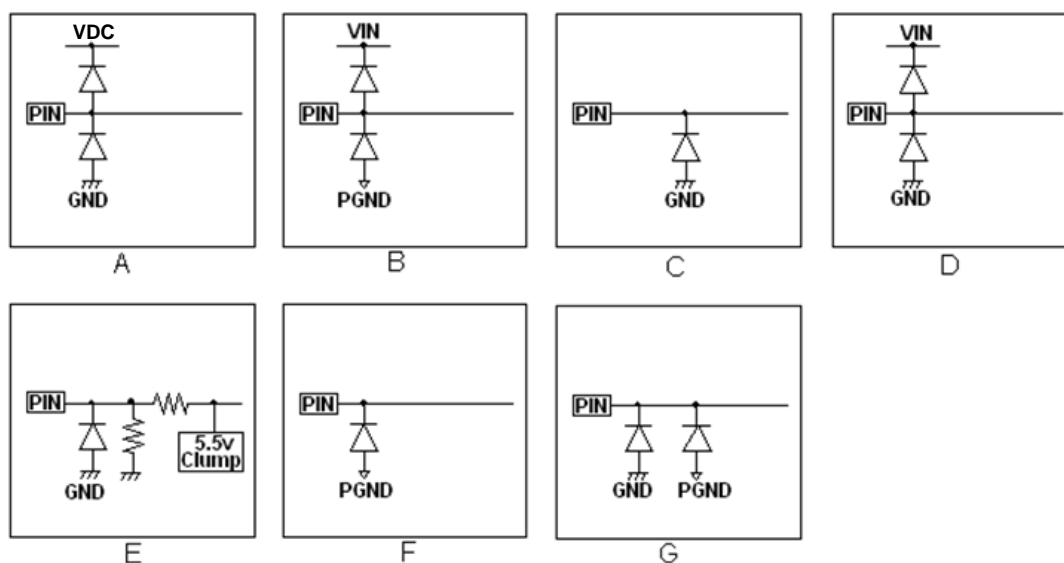 VDC
PIN
GND
A
VIN
PIN
PGND
B
PIN
GND
C
VIN
PIN
GND
D
PIN
GND
5.5v
Clump
E
PIN
PGND
F
PIN
GND PGND
G